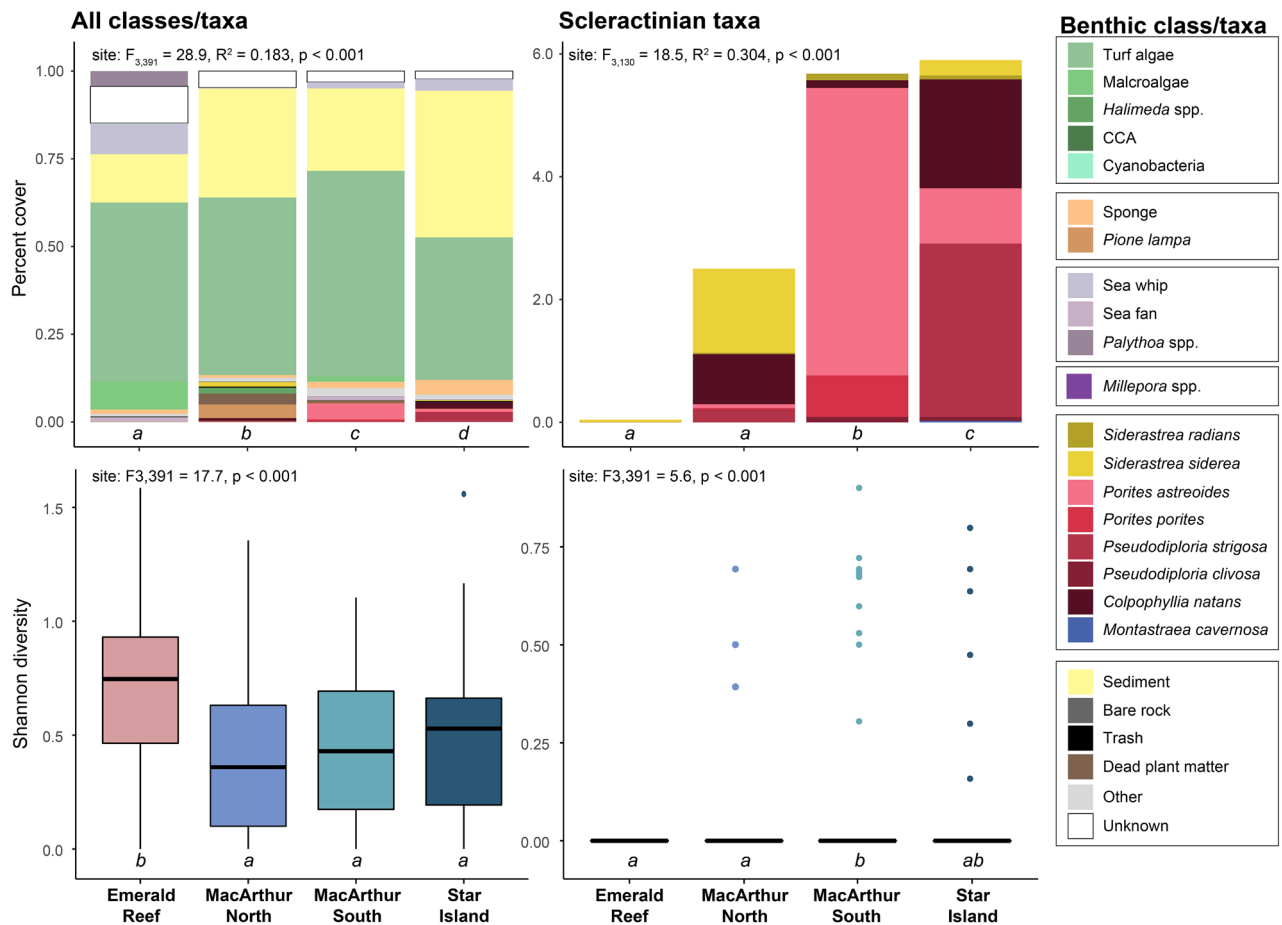 All classes/taxa
site: F3,391 = 28.9, R2 = 0.183, p < 0.001
Percent cover
1.00
0.75
0.50
0.25
0.00
a b c d
Scleractinian taxa
site: F3,130 = 18.5, R2 = 0.304, p < 0.001
6.0
4.0
2.0
0.0
a a b c
site: F3,391 = 17.7, p < 0.001
Shannon diversity
1.5
1.0
0.5
0.0
b a a a
Emerald MacArthur MacArthur Star
Reef North South Island
site: F3,391 = 5.6, p < 0.001
0.75
0.50
0.25
0.00
a a b ab
Emerald MacArthur MacArthur Star
Reef North South Island
Benthic class/taxa
Turf algae
Malcroalgae
Halimeda spp.
CCA
Cyanobacteria
Sponge
Pione lampa
Sea whip
Sea fan
Palythoa spp.
Millepora spp.
Siderastrea radians
Siderastrea siderea
Porites astreoides
Porites porites
Pseudodiploria strigosa
Pseudodiploria clivosa
Colpophyllia natans
Montastraea cavernosa
Sediment
Bare rock
Trash
Dead plant matter
Other
Unknown